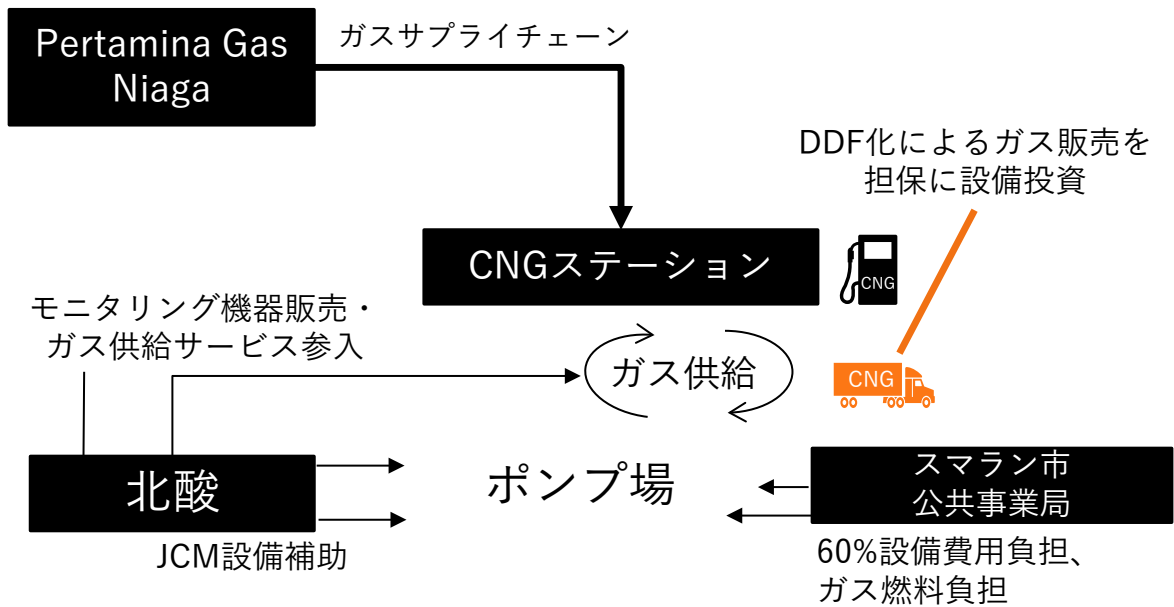 Pertamina Gas
Niaga
ガスサプライチェーン
DDF化によるガス販売を
担保に設備投資
CNGステーション
CNG
モニタリング機器販売・
ガス供給サービス参入
ガス供給
CNG
北酸
ポンプ場
スマラン市
公共事業局
JCM設備補助
60%設備費用負担、
ガス燃料負担